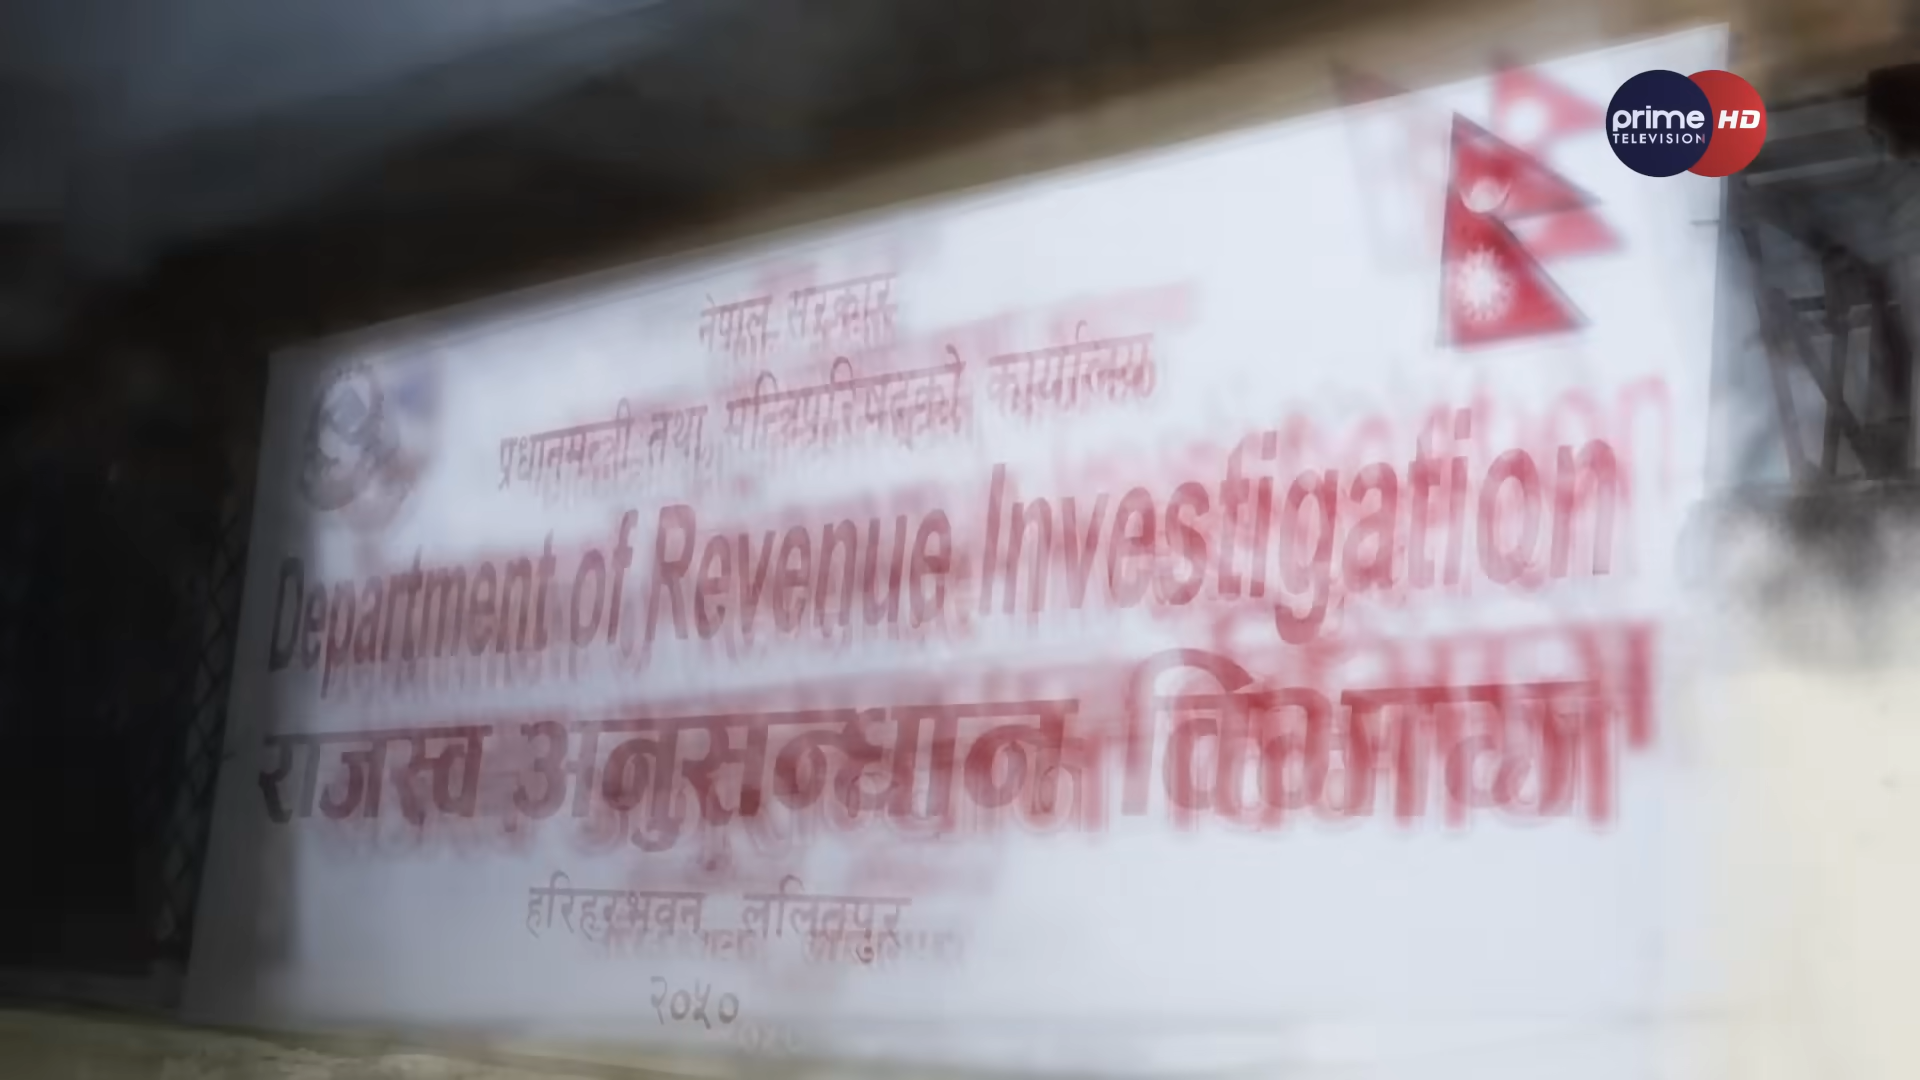 prime HD
TELEVISION
नेपाल सरकार
प्रधानमन्त्री तथा मन्त्रिपरिषद्को कार्यालय
Department of Revenue Investigation
राजस्व अनुसन्धान विभाग
हरिहरभवन, ललितपुर
२०५०